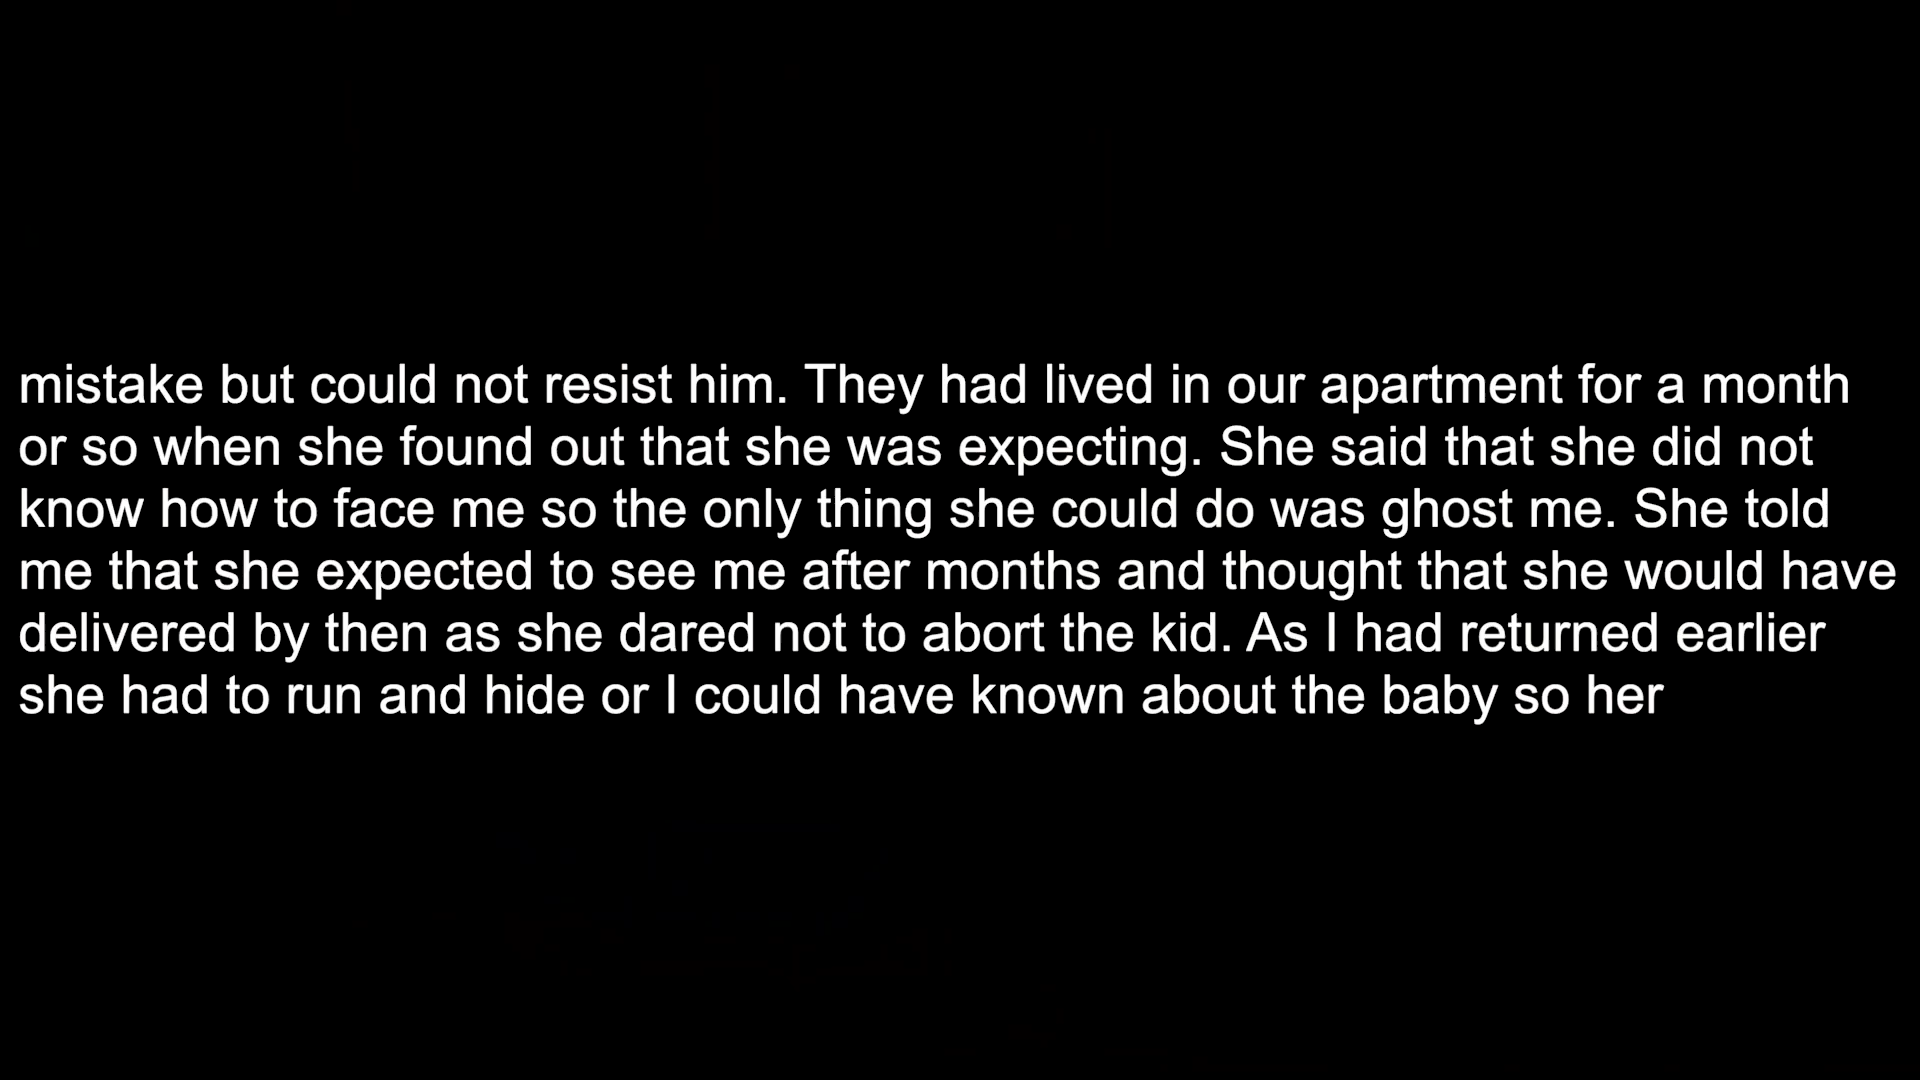 mistake but could not resist him. They had lived in our apartment for a month
or so when she found out that she was expecting. She said that she did not
know how to face me so the only thing she could do was ghost me. She told
me that she expected to see me after months and thought that she would have
delivered by then as she dared not to abort the kid. As I had returned earlier
she had to run and hide or I could have known about the baby so her